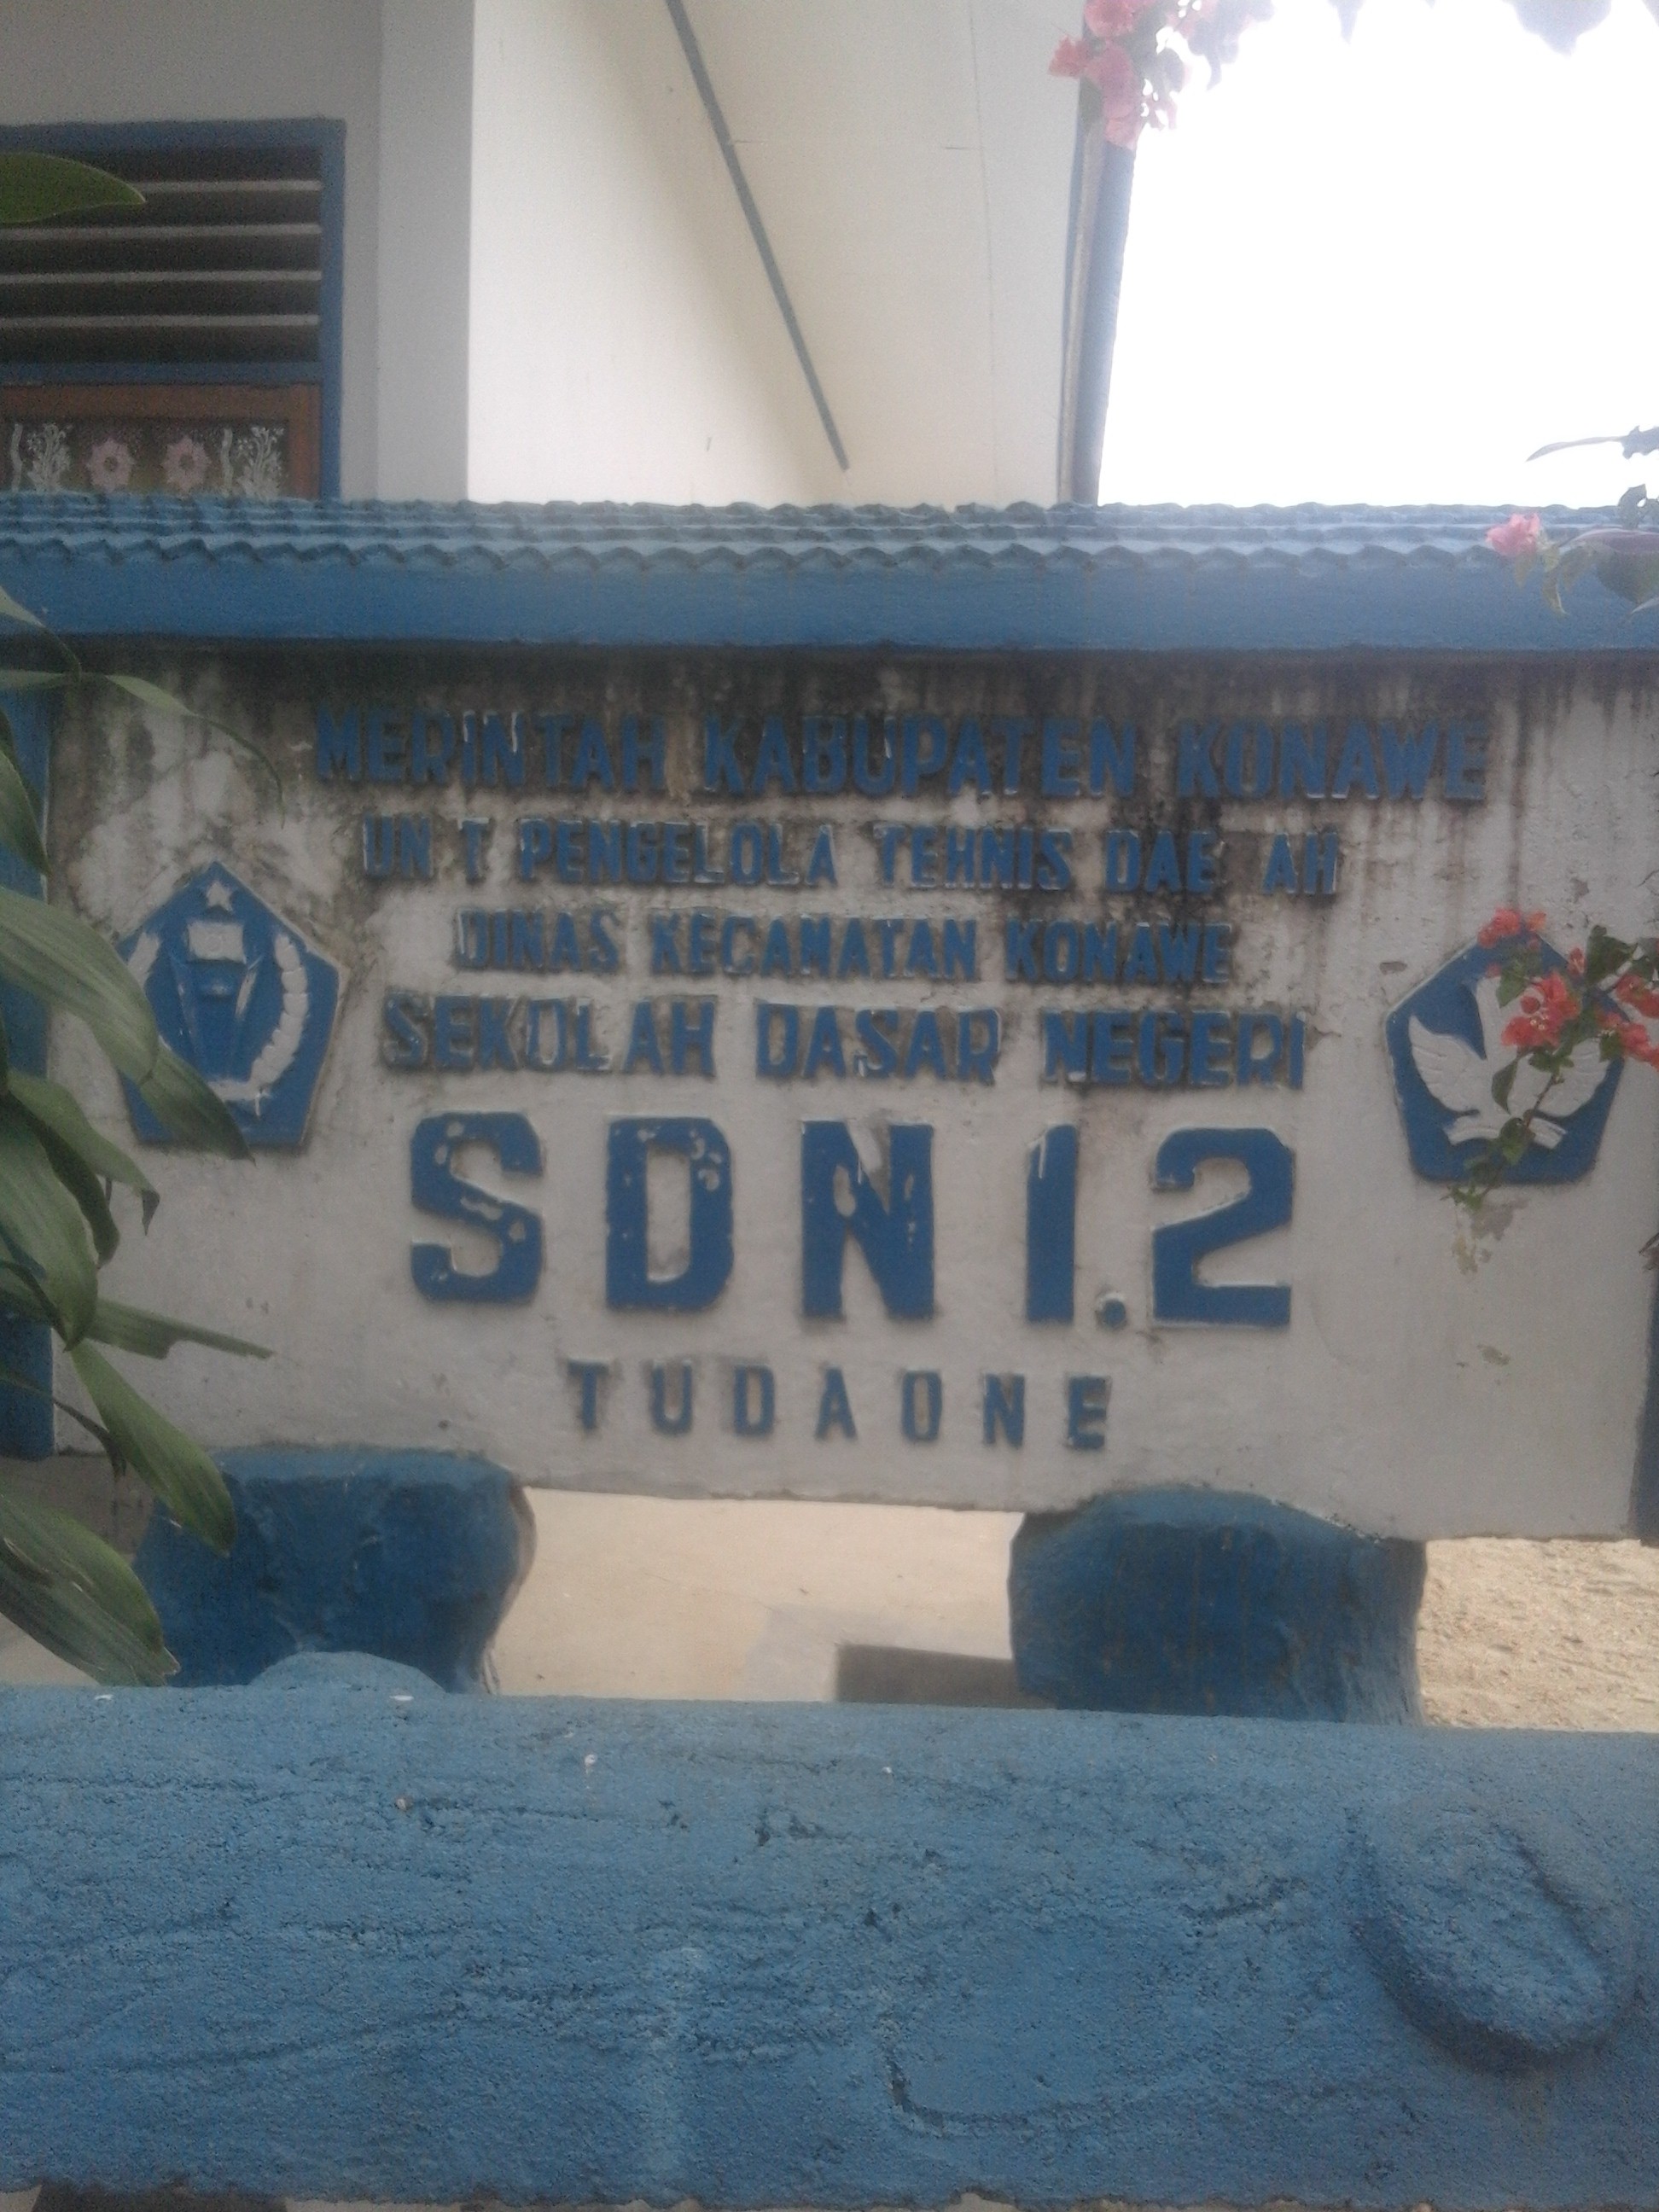 MERINTAH KABUPATEN KONAWE
UN T PENGELOLA TEHNIS DAE AH
DINAS KECAMATAN KONAWE
SEKOLAH DASAR NEGERI
SDN 1.2
TUDAONE